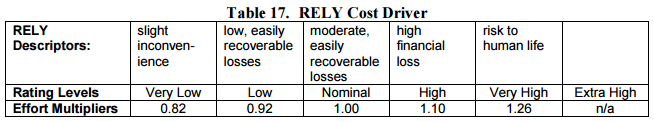 Table 17. RELY Cost Driver
RELY Descriptors: slight inconven-ience low, easily recoverable losses moderate, easily recoverable losses high financial loss risk to human life
Rating Levels Very Low Low Nominal High Very High Extra High
Effort Multipliers 0.82 0.92 1.00 1.10 1.26 n/a